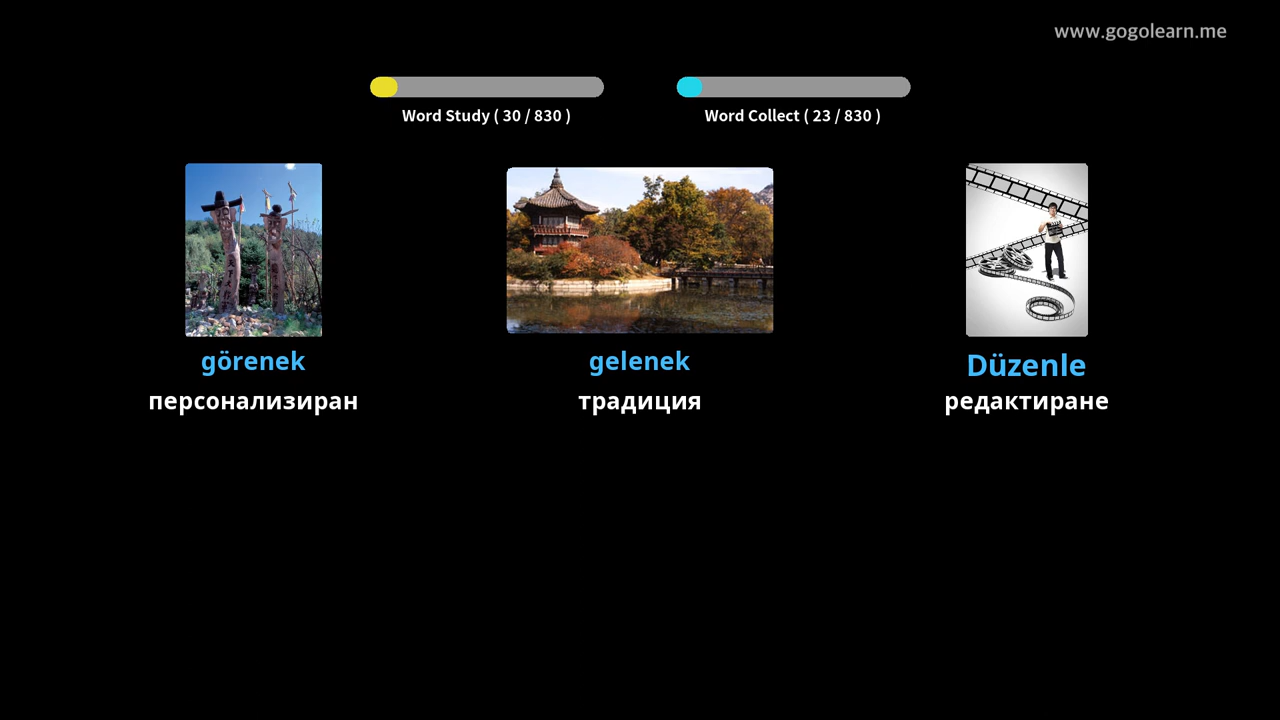 www.gogolearn.me
Word Study ( 30 / 830 )
Word Collect ( 23 / 830 )
görenek
gelenek
Düzenle
персонализиран
традиция
редактиране